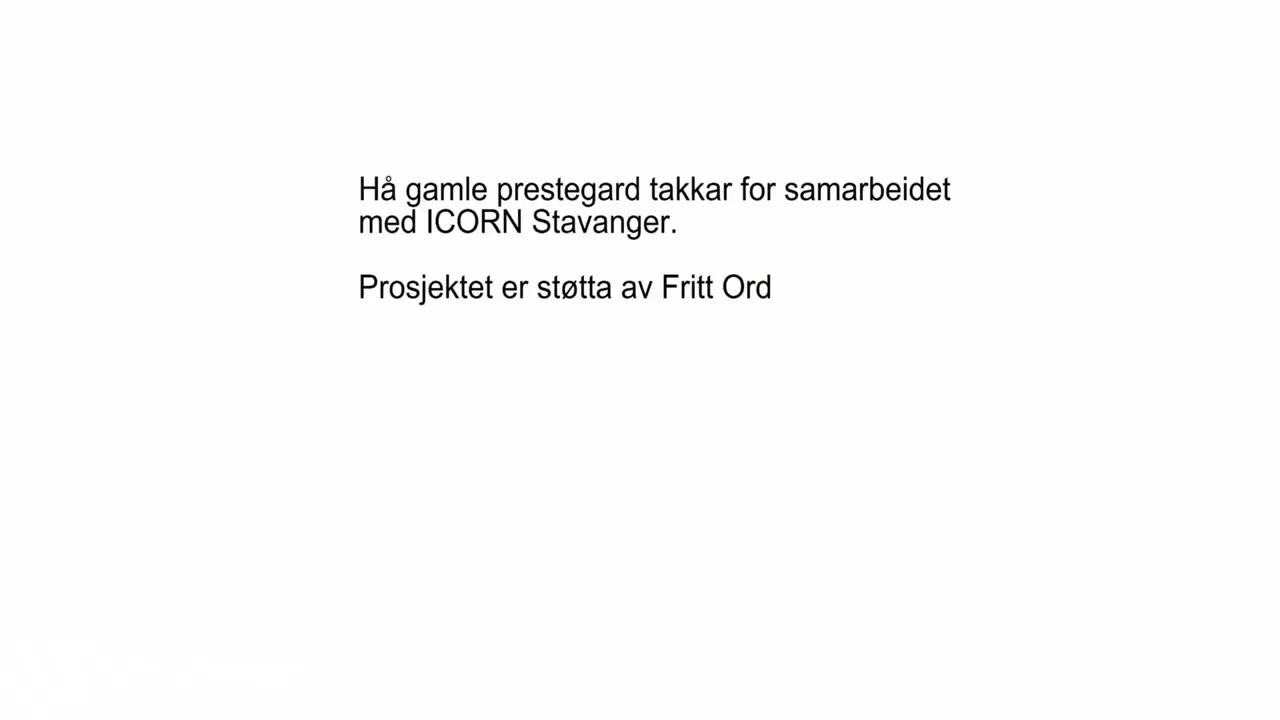 Hå gamle prestegard takkar for samarbeidet
med ICORN Stavanger.
Prosjektet er støtta av Fritt Ord